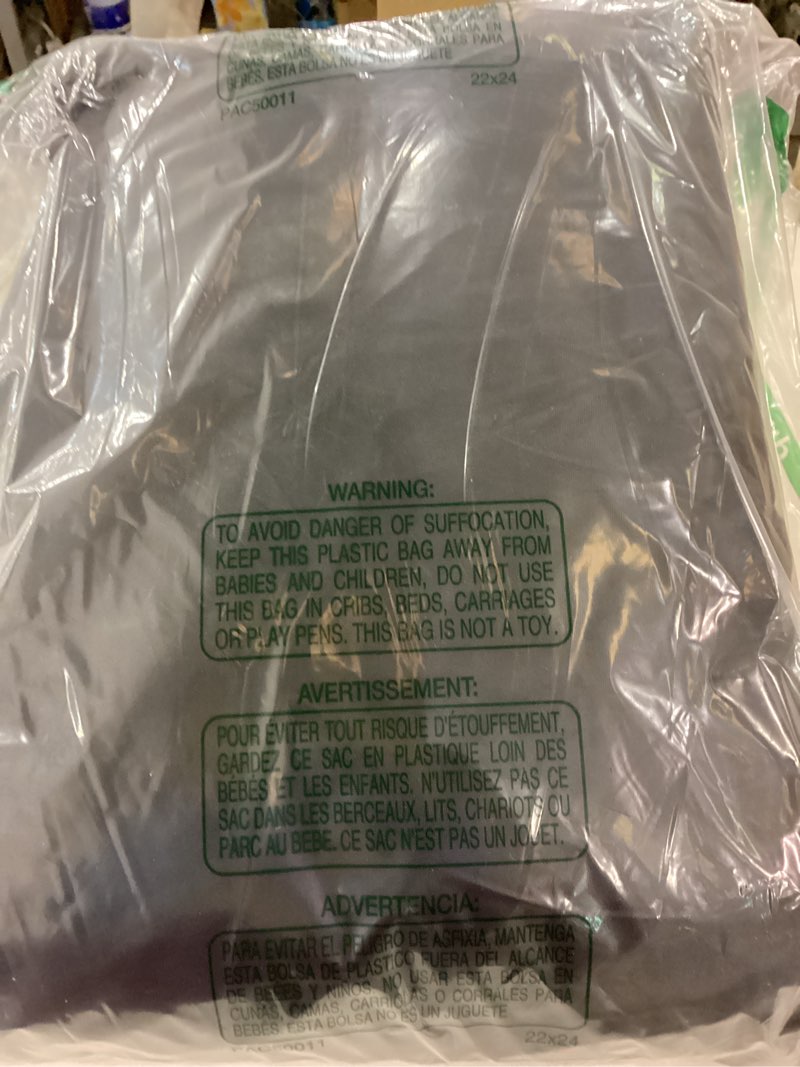 BOLSA EN
CUNAS, CAMAS, CORRALES PARA
BEBES. ESTA BOLSA NO ES UN JUGUETE
22x24
PAC50011
WARNING:
TO AVOID DANGER OF SUFFOCATION,
KEEP THIS PLASTIC BAG AWAY FROM
BABIES AND CHILDREN, DO NOT USE
THIS BAG IN CRIBS, BEDS, CARRIAGES
OR PLAY PENS. THIS BAG IS NOT A TOY.
AVERTISSEMENT:
POUR ÉVITER TOUT RISQUE D'ÉTOUFFEMENT,
GARDEZ CE SAC EN PLASTIQUE LOIN DES
BÉBÉS ET LES ENFANTS. N'UTILISEZ PAS CE
SAC DANS LES BERCEAUX, LITS, CHARIOTS OU
PARC AU BEBE. CE SAC N'EST PAS UN JOUET.
ADVERTENCIA:
PARA EVITAR EL PELIGRO DE ASFIXIA, MANTENGA
ESTA BOLSA DE PLASTICO FUERA DEL ALCANCE
DE BEBES Y NIÑOS. NO USAR ESTA BOLSA EN
CUNAS, CAMAS, CARRIOLAS O CORRALES PARA
BEBES. ESTA BOLSA NO ES UN JUGUETE
22x24
PAC50011